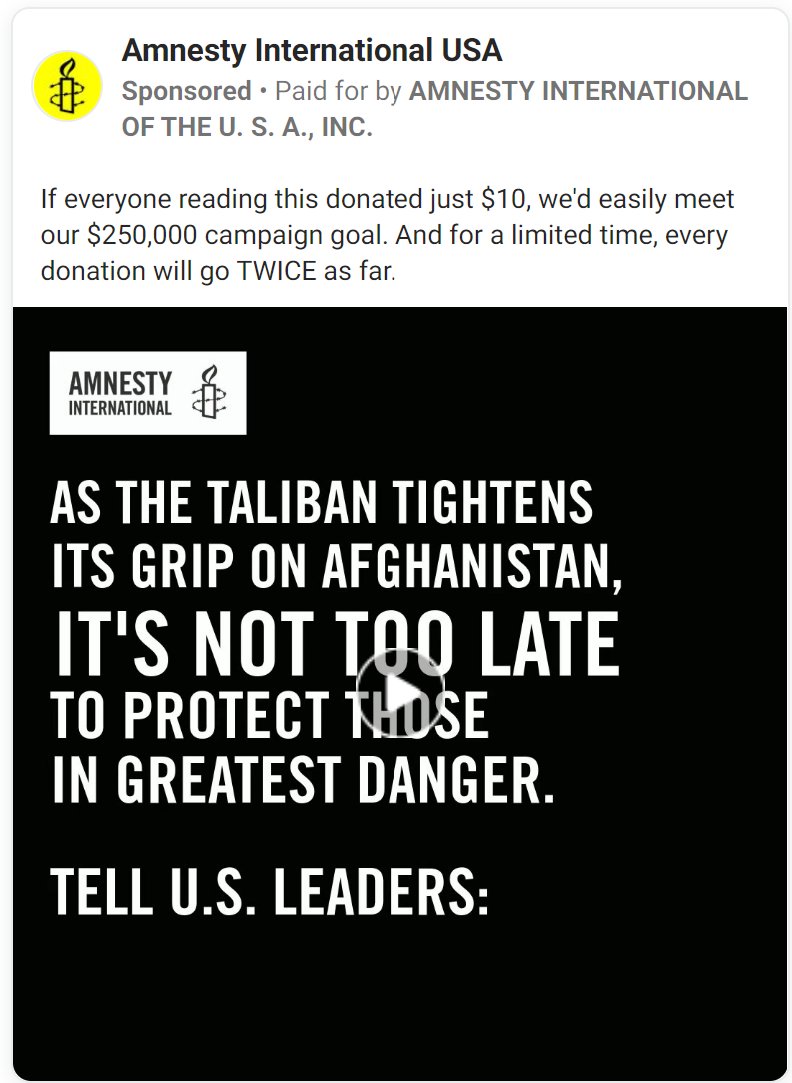 Amnesty International USA
Sponsored • Paid for by AMNESTY INTERNATIONAL
OF THE U. S. A., INC.
If everyone reading this donated just $10, we'd easily meet
our $250,000 campaign goal. And for a limited time, every
donation will go TWICE as far.
AMNESTY
INTERNATIONAL
AS THE TALIBAN TIGHTENS
ITS GRIP ON AFGHANISTAN,
IT'S NOT TOO LATE
TO PROTECT THOSE
IN GREATEST DANGER.
TELL U.S. LEADERS: